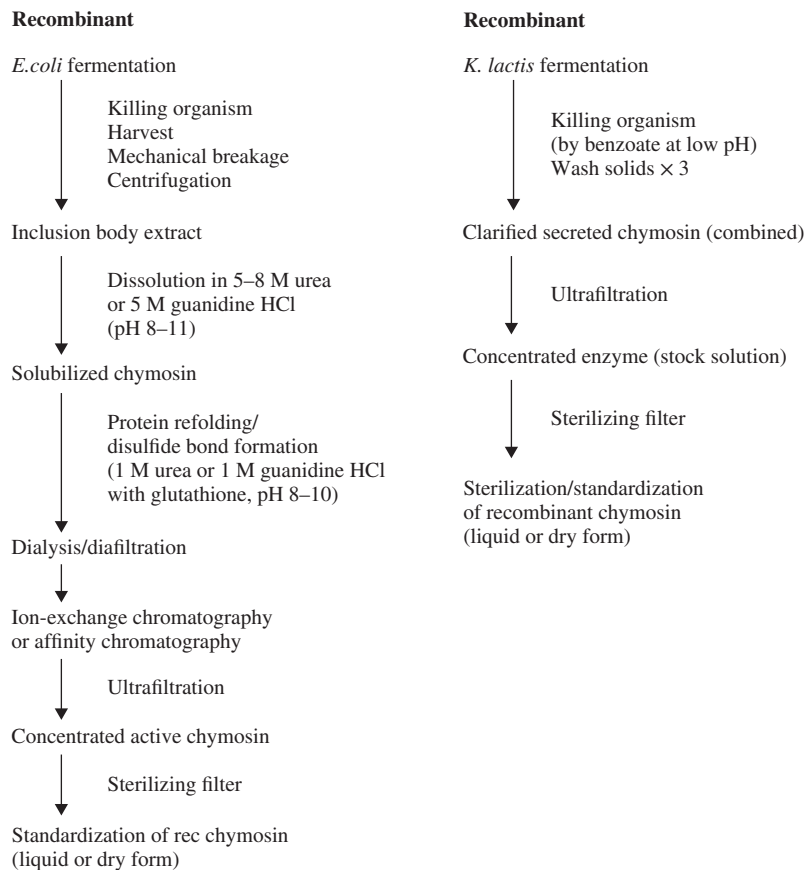 Recombinant
E.coli fermentation
Killing organism
Harvest
Mechanical breakage
Centrifugation
Inclusion body extract
Dissolution in 5–8 M urea
or 5 M guanidine HCl
(pH 8–11)
Solubilized chymosin
Protein refolding/
disulfide bond formation
(1 M urea or 1 M guanidine HCl
with glutathione, pH 8–10)
Dialysis/diafiltration
Ion-exchange chromatography
or affinity chromatography
Ultrafiltration
Concentrated active chymosin
Sterilizing filter
Standardization of rec chymosin
(liquid or dry form)
Recombinant
K. lactis fermentation
Killing organism
(by benzoate at low pH)
Wash solids × 3
Clarified secreted chymosin (combined)
Ultrafiltration
Concentrated enzyme (stock solution)
Sterilizing filter
Sterilization/standardization
of recombinant chymosin
(liquid or dry form)